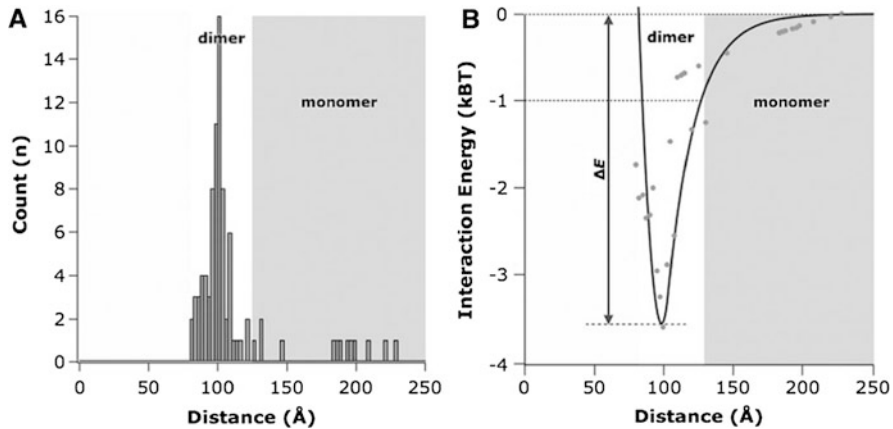 A
Count (n)
16
14
12
10
8
6
4
2
0
dimer
monomer
0
50
100
150
200
250
Distance (Å)
B
Interaction Energy (kBT)
0
-1
-2
-3
-4
dimer
monomer
ΔE
0
50
100
150
200
250
Distance (Å)